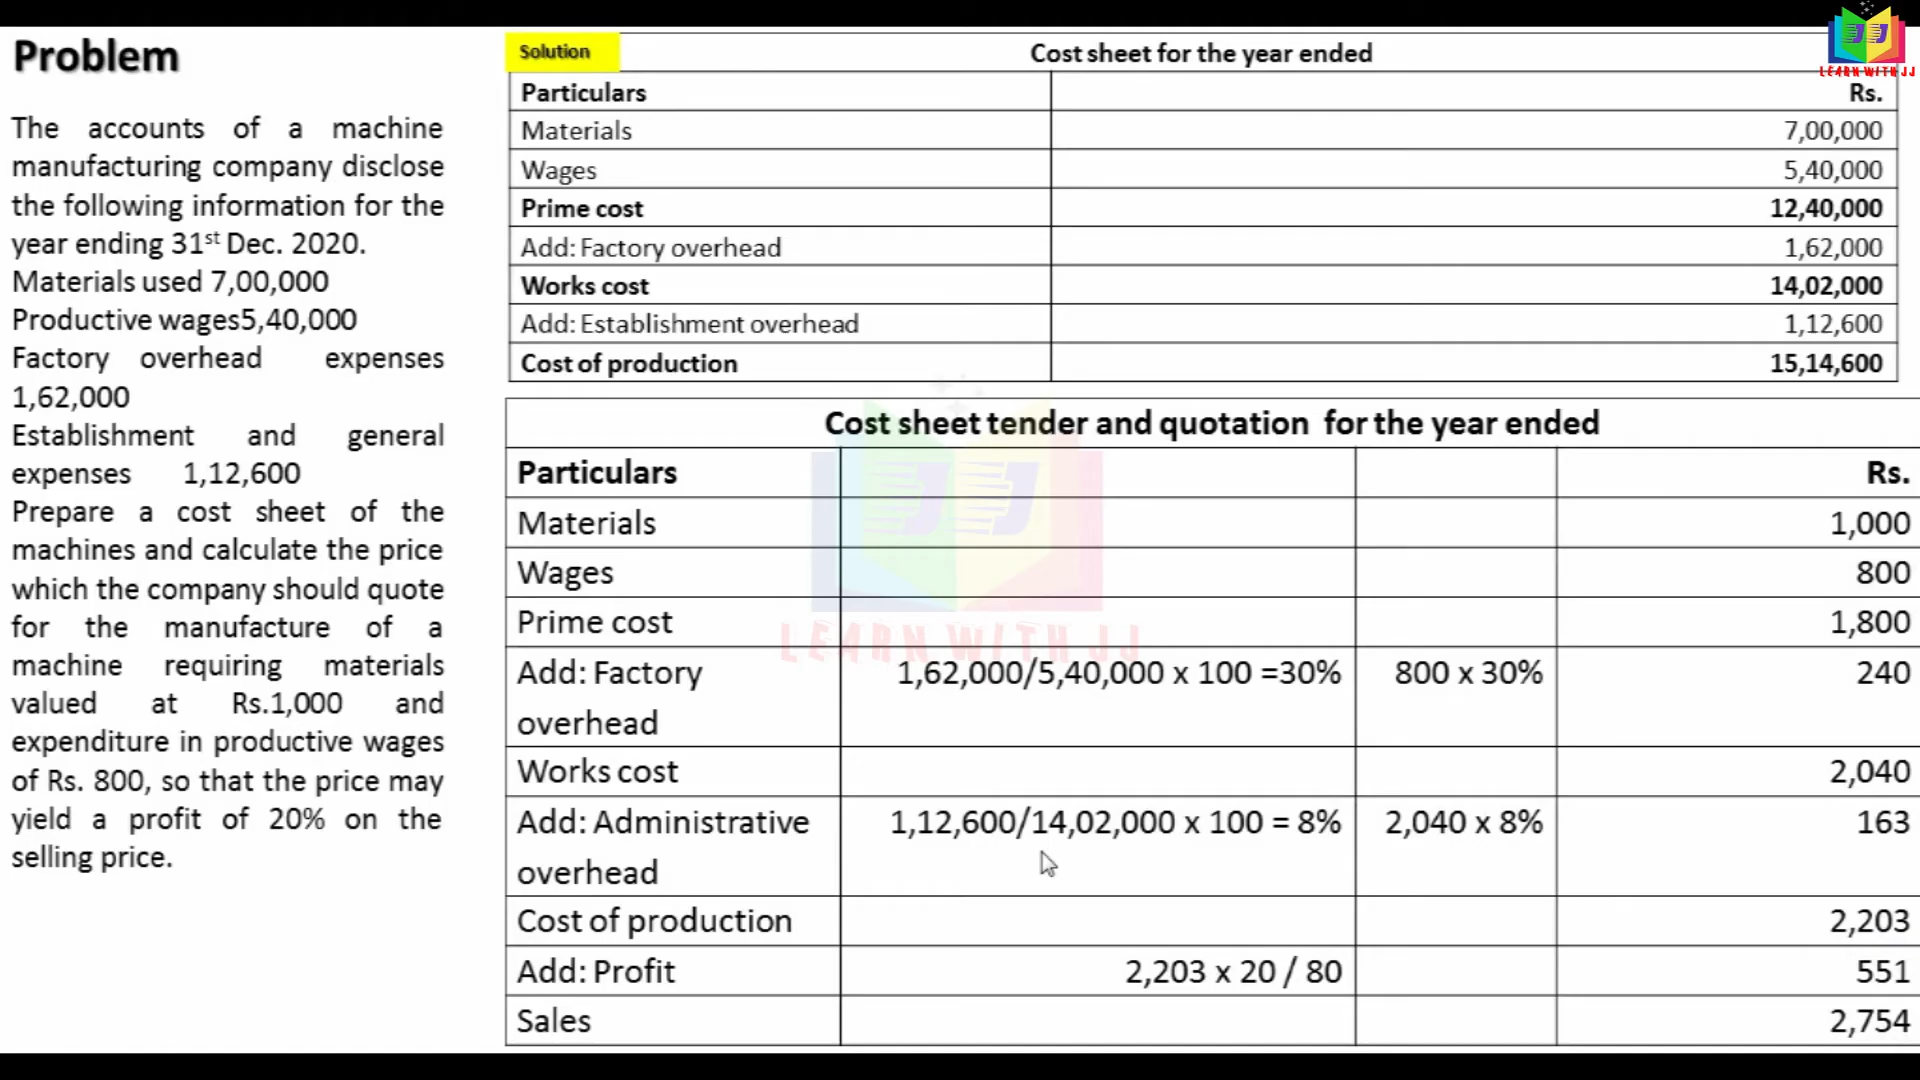 Problem
The accounts of a machine
manufacturing company disclose
the following information for the
year ending 31st Dec. 2020.
Materials used 7,00,000
Productive wages5,40,000
Factory overhead expenses
1,62,000
Establishment and general
expenses 1,12,600
Prepare a cost sheet of the
machines and calculate the price
which the company should quote
for the manufacture of a
machine requiring materials
valued at Rs.1,000 and
expenditure in productive wages
of Rs. 800, so that the price may
yield a profit of 20% on the
selling price.
Solution Cost sheet for the year ended
Particulars Rs.
Materials 7,00,000
Wages 5,40,000
Prime cost 12,40,000
Add: Factory overhead 1,62,000
Works cost 14,02,000
Add: Establishment overhead 1,12,600
Cost of production 15,14,600
Cost sheet tender and quotation for the year ended
Particulars Rs.
Materials 1,000
Wages 800
Prime cost 1,800
Add: Factory 1,62,000/5,40,000 x 100 =30% 800 x 30% 240
overhead
Works cost 2,040
Add: Administrative 1,12,600/14,02,000 x 100 = 8% 2,040 x 8% 163
overhead
Cost of production 2,203
Add: Profit 2,203 x 20 / 80 551
Sales 2,754
JJ
LEARN WITH JJ
JJ
LEARN WITH JJ